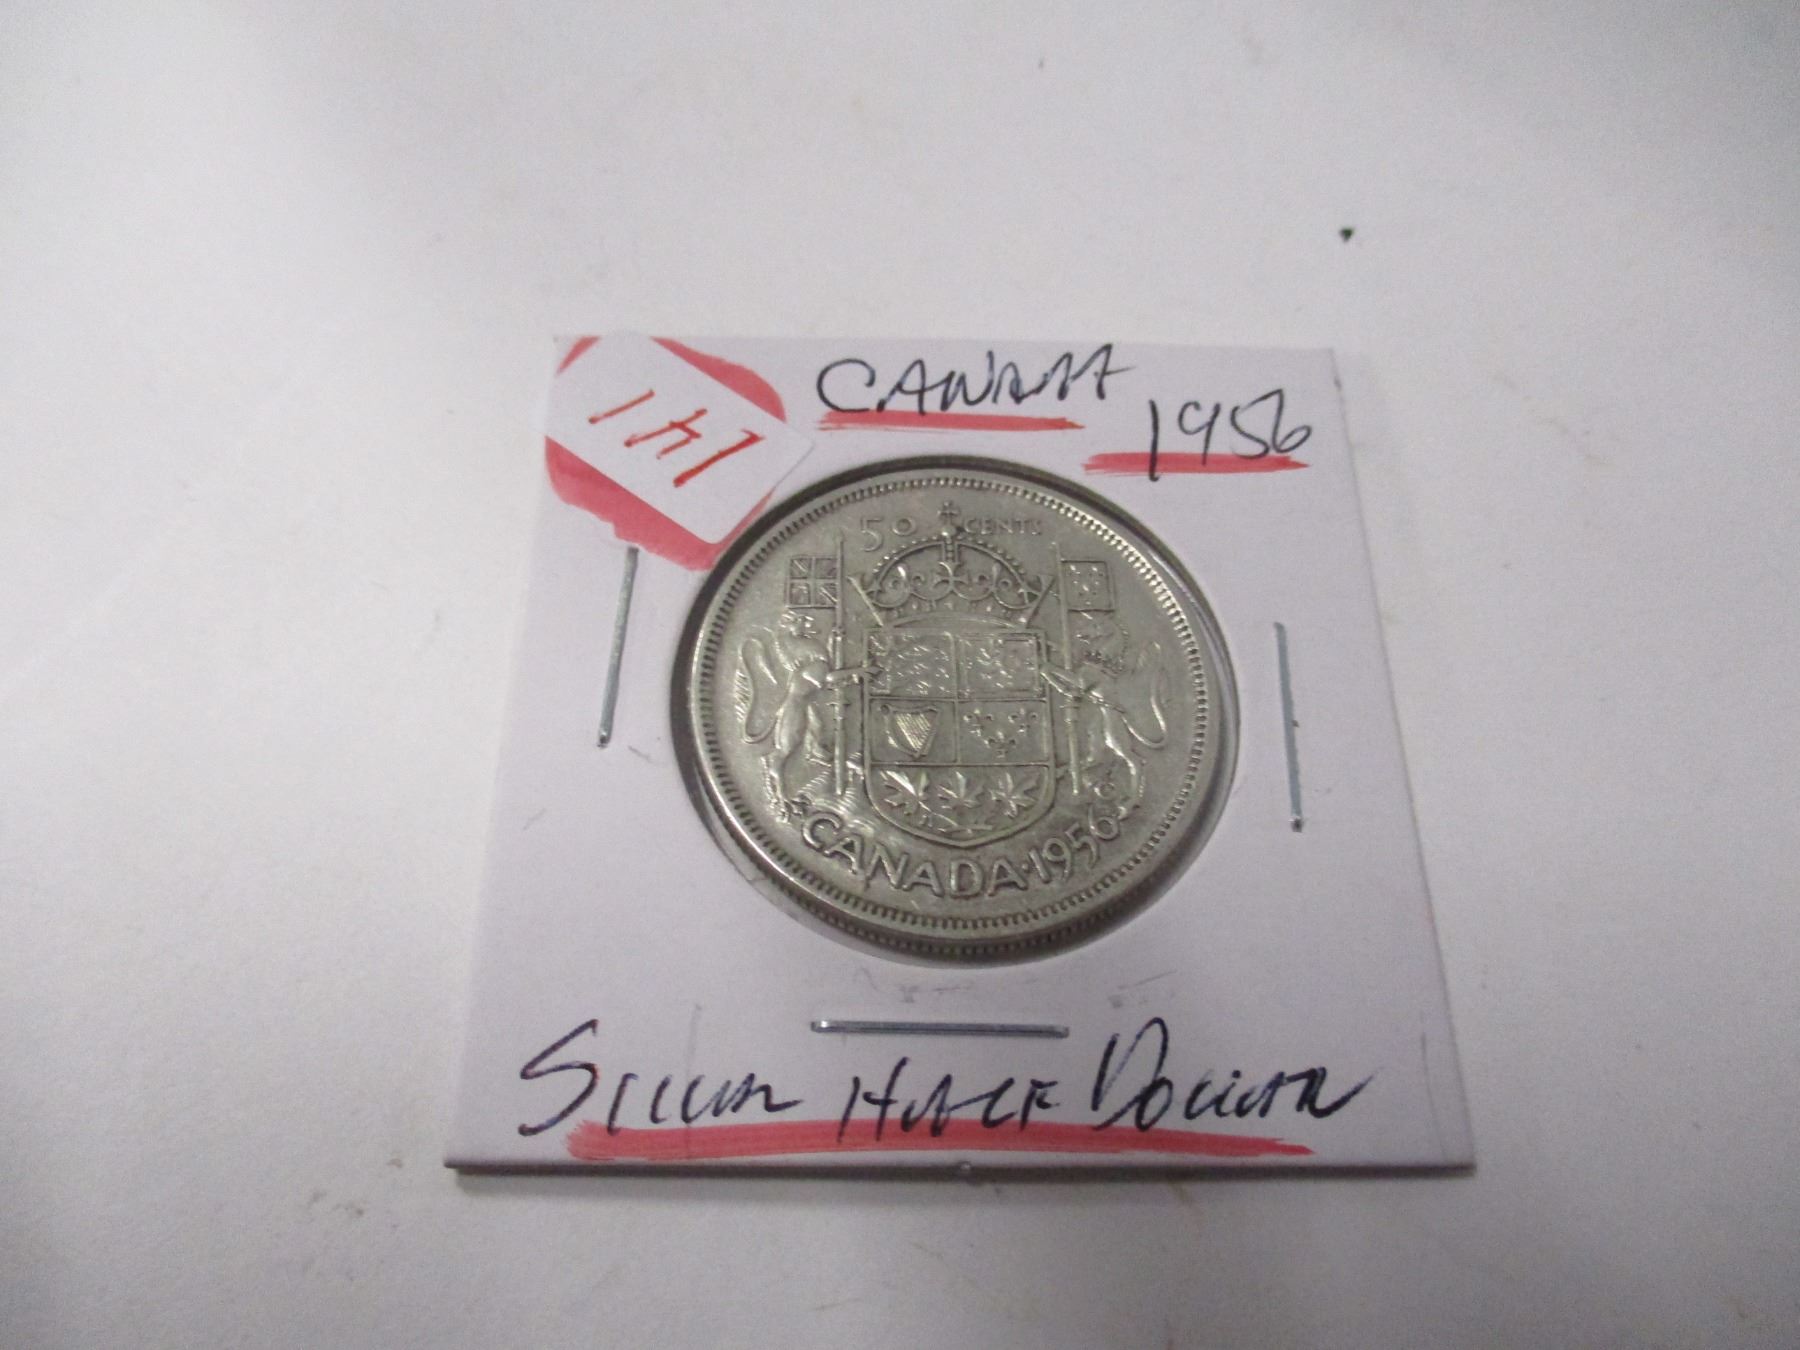 CANADA
1956
141
50 CENTS
CANADA·1956
SILVER HALF DOLLAR